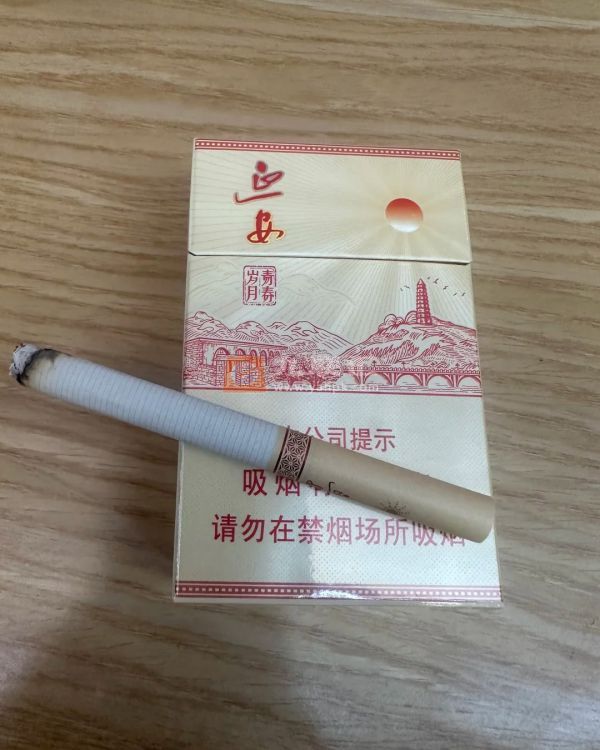 延安
青春
岁月
公司提示
吸烟
请勿在禁烟场所吸烟